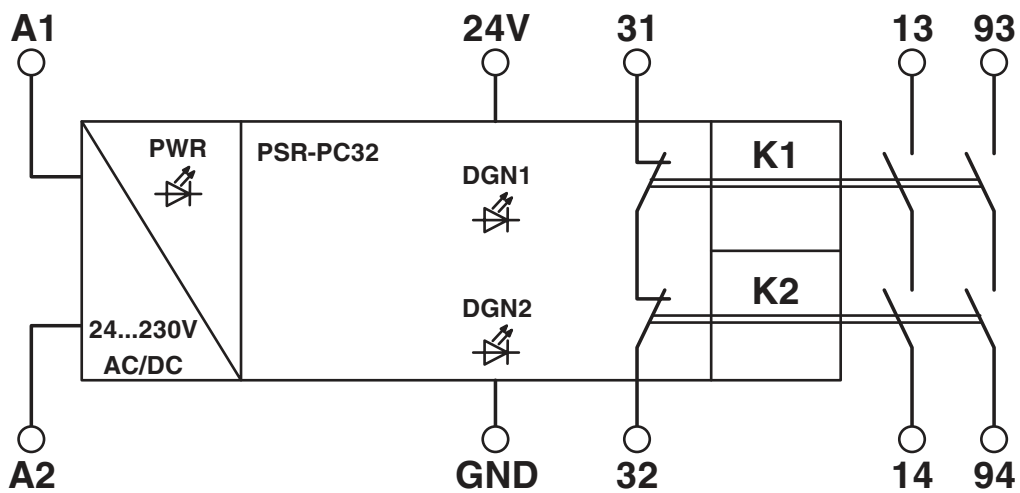 A1 24V 31 13 93
PWR PSR-PC32 K1
DGN1
DGN2 K2
24...230V
AC/DC
A2 GND 32 14 94